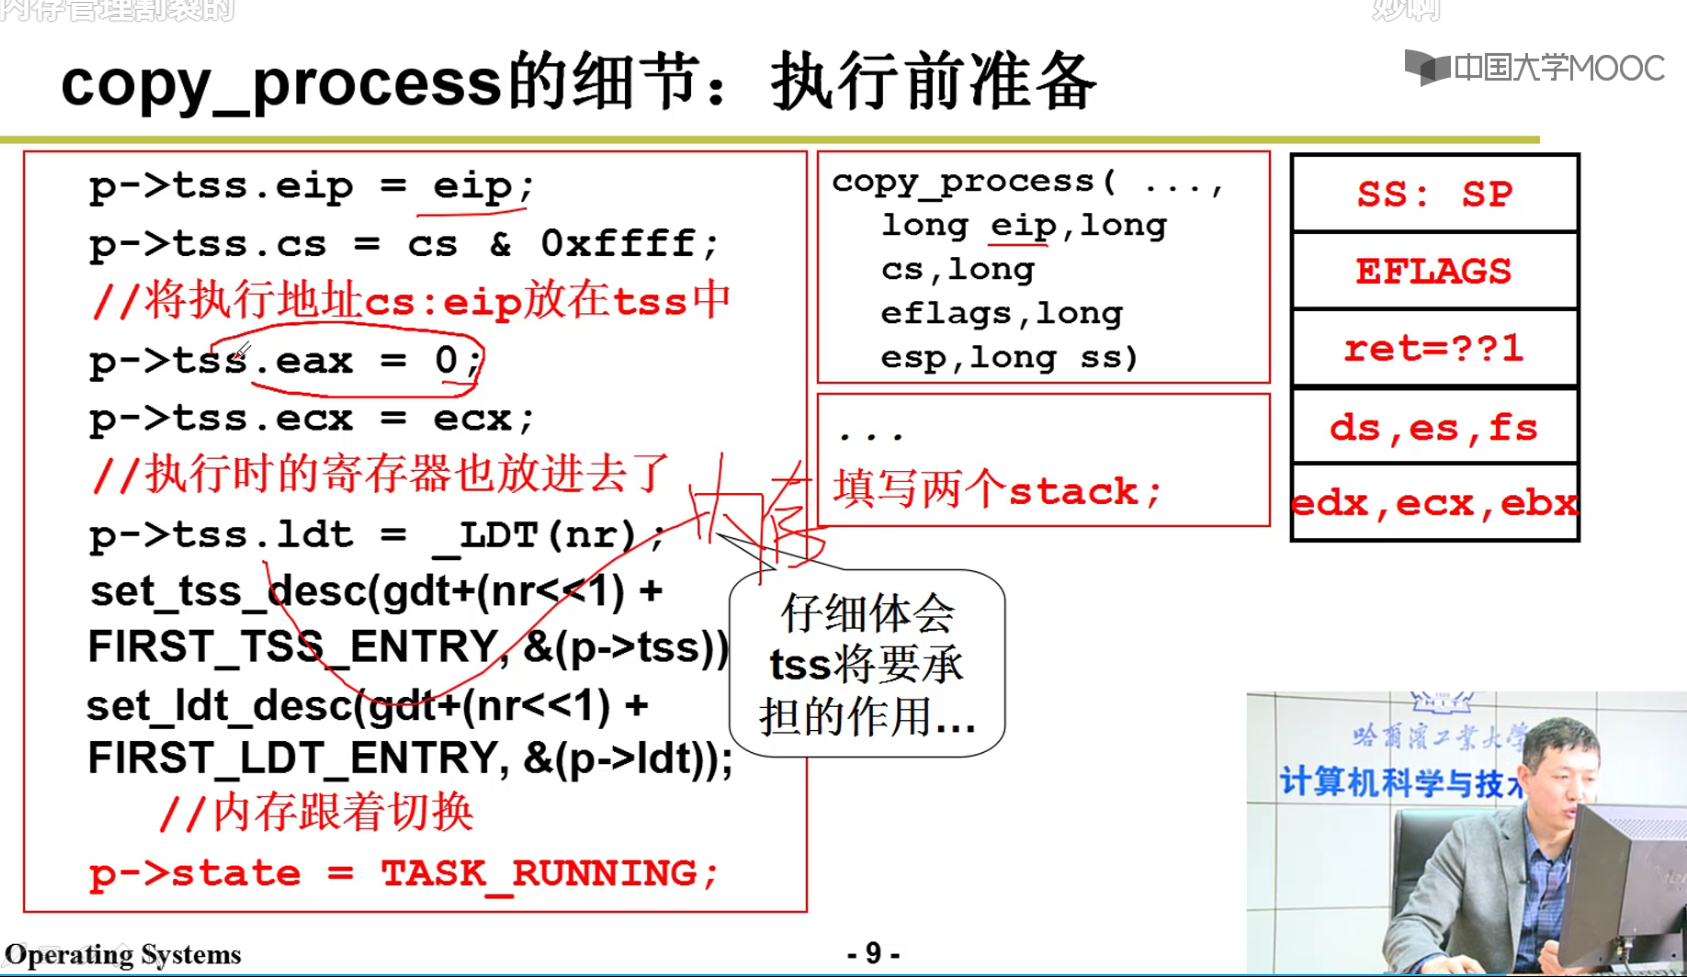 内存管理割裂的
妙啊
copy_process的细节：执行前准备
中国大学MOOC
p->tss.eip = eip;
p->tss.cs = cs & 0xffff;
//将执行地址cs:eip放在tss中
p->tss.eax = 0;
p->tss.ecx = ecx;
//执行时的寄存器也放进去了
p->tss.ldt = _LDT(nr);
set_tss_desc(gdt+(nr<<1) +
FIRST_TSS_ENTRY, &(p->tss))
set_ldt_desc(gdt+(nr<<1) +
FIRST_LDT_ENTRY, &(p->ldt));
//内存跟着切换
p->state = TASK_RUNNING;
copy_process( ...,
long eip,long
cs,long
eflags,long
esp,long ss)
...
填写两个stack;
内存
仔细体会
tss将要承
担的作用...
SS: SP
EFLAGS
ret=??1
ds,es,fs
edx,ecx,ebx
哈爾濱工业大学
计算机科学与技术
Operating Systems
- 9 -